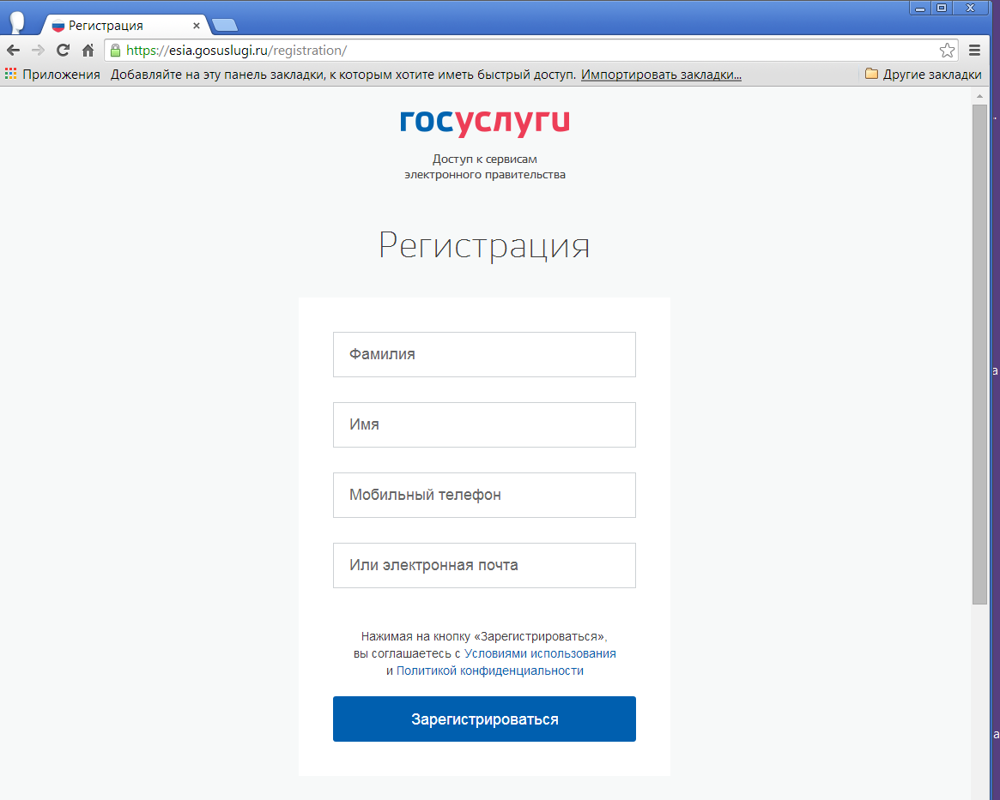 Регистрация
https://esia.gosuslugi.ru/registration/
Приложения Добавляйте на эту панель закладки, к которым хотите иметь быстрый доступ. Импортировать закладки... Другие закладки
госуслуги
Доступ к сервисам
электронного правительства
Регистрация
Фамилия
Имя
Мобильный телефон
Или электронная почта
Нажимая на кнопку «Зарегистрироваться»,
вы соглашаетесь с Условиями использования
и Политикой конфиденциальности
Зарегистрироваться